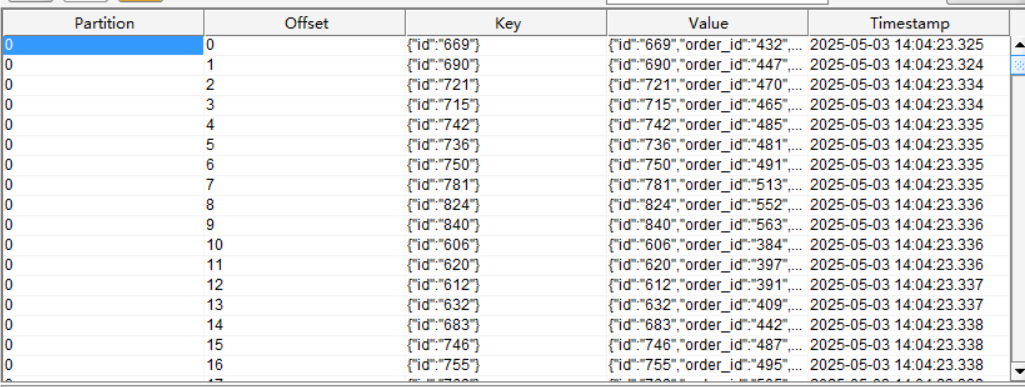 Partition Offset Key Value Timestamp
0 0 {"id":"669"} {"id":"669","order_id":"432",... 2025-05-03 14:04:23.325
0 1 {"id":"690"} {"id":"690","order_id":"447",... 2025-05-03 14:04:23.324
0 2 {"id":"721"} {"id":"721","order_id":"470",... 2025-05-03 14:04:23.334
0 3 {"id":"715"} {"id":"715","order_id":"465",... 2025-05-03 14:04:23.334
0 4 {"id":"742"} {"id":"742","order_id":"485",... 2025-05-03 14:04:23.335
0 5 {"id":"736"} {"id":"736","order_id":"481",... 2025-05-03 14:04:23.335
0 6 {"id":"750"} {"id":"750","order_id":"491",... 2025-05-03 14:04:23.335
0 7 {"id":"781"} {"id":"781","order_id":"513",... 2025-05-03 14:04:23.335
0 8 {"id":"824"} {"id":"824","order_id":"552",... 2025-05-03 14:04:23.336
0 9 {"id":"840"} {"id":"840","order_id":"563",... 2025-05-03 14:04:23.336
0 10 {"id":"606"} {"id":"606","order_id":"384",... 2025-05-03 14:04:23.336
0 11 {"id":"620"} {"id":"620","order_id":"397",... 2025-05-03 14:04:23.336
0 12 {"id":"612"} {"id":"612","order_id":"391",... 2025-05-03 14:04:23.337
0 13 {"id":"632"} {"id":"632","order_id":"409",... 2025-05-03 14:04:23.337
0 14 {"id":"683"} {"id":"683","order_id":"442",... 2025-05-03 14:04:23.338
0 15 {"id":"746"} {"id":"746","order_id":"487",... 2025-05-03 14:04:23.338
0 16 {"id":"755"} {"id":"755","order_id":"495",... 2025-05-03 14:04:23.338